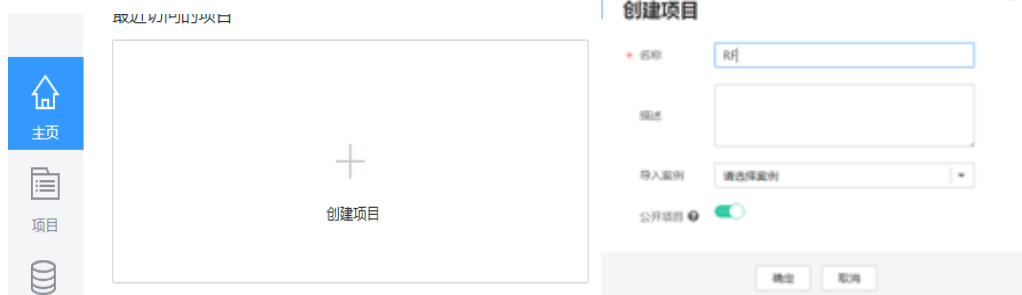 最近访问的项目
主页
项目
创建项目
创建项目
* 名称
RF
描述
导入案例
请选择案例
公开项目
确定
取消